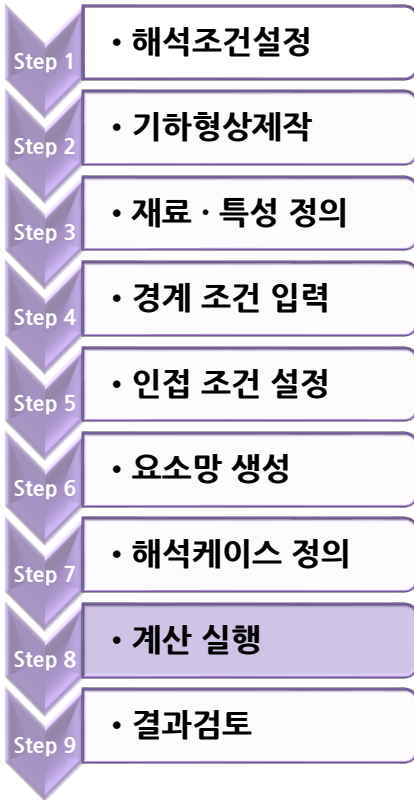 Step 1
• 해석조건설정
Step 2
• 기하형상제작
Step 3
• 재료 · 특성 정의
Step 4
• 경계 조건 입력
Step 5
• 인접 조건 설정
Step 6
• 요소망 생성
Step 7
• 해석케이스 정의
Step 8
• 계산 실행
Step 9
• 결과검토